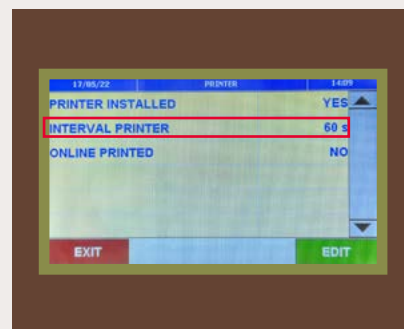 17/05/22 PRINTER 14:09
PRINTER INSTALLED YES
INTERVAL PRINTER 60 s
ONLINE PRINTED NO
EXIT EDIT